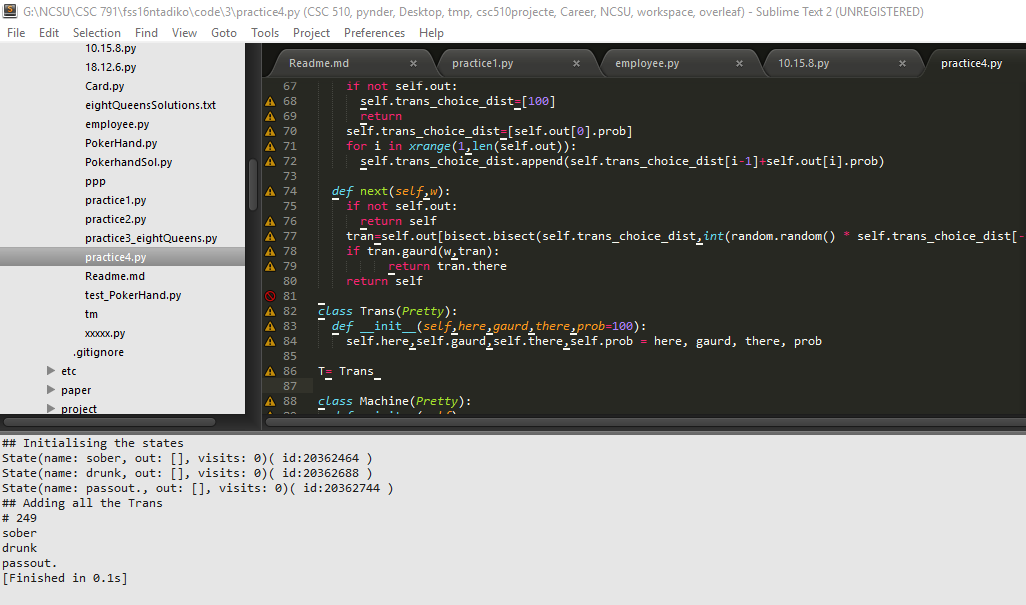 G:\NCSU\CSC 791\fss16ntadiko\code\3\practice4.py (CSC 510, pynder, Desktop, tmp, csc510projecte, Career, NCSU, workspace, overleaf) - Sublime Text 2 (UNREGISTERED)
File Edit Selection Find View Goto Tools Project Preferences Help
10.15.8.py
18.12.6.py
Card.py
eightQueensSolutions.txt
employee.py
PokerHand.py
PokerhandSol.py
ppp
practice1.py
practice2.py
practice3_eightQueens.py
practice4.py
Readme.md
test_PokerHand.py
tm
xxxxx.py
.gitignore
etc
paper
project
Readme.md × practice1.py × employee.py × 10.15.8.py × practice4.py
67 if not self.out:
68 self.trans_choice_dist=[100]
69 return
70 self.trans_choice_dist=[self.out[0].prob]
71 for i in xrange(1,len(self.out)):
72 self.trans_choice_dist.append(self.trans_choice_dist[i-1]+self.out[i].prob)
73
74 def next(self,w):
75 if not self.out:
76 return self
77 tran=self.out[bisect.bisect(self.trans_choice_dist,int(random.random() * self.trans_choice_dist[-
78 if tran.gaurd(w,tran):
79 return tran.there
80 return self
81
82 class Trans(Pretty):
83 def __init__(self,here,gaurd,there,prob=100):
84 self.here,self.gaurd,self.there,self.prob = here, gaurd, there, prob
85
86 T= Trans
87
88 class Machine(Pretty):
## Initialising the states
State(name: sober, out: [], visits: 0)( id:20362464 )
State(name: drunk, out: [], visits: 0)( id:20362688 )
State(name: passout., out: [], visits: 0)( id:20362744 )
## Adding all the Trans
# 249
sober
drunk
passout.
[Finished in 0.1s]